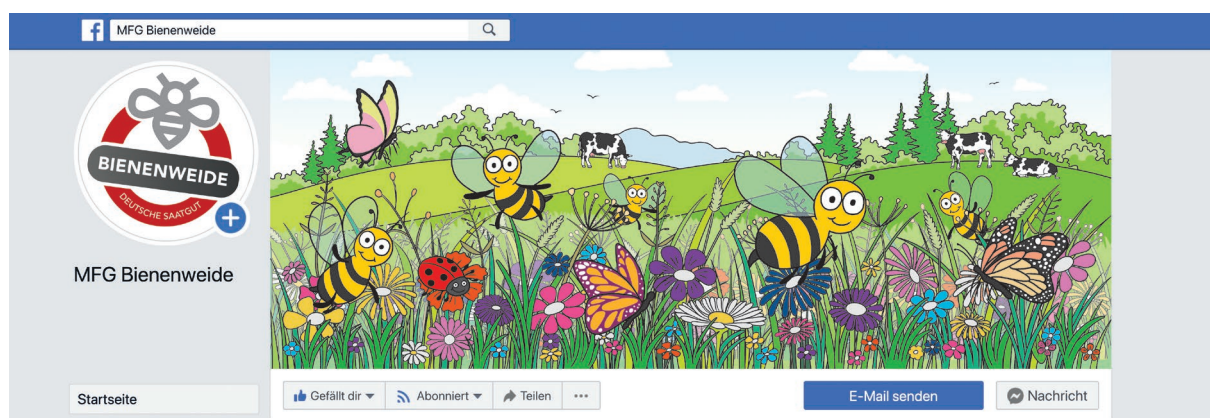 MFG Bienenweide
BIENENWEIDE
DEUTSCHE SAATGUT
MFG Bienenweide
Startseite
Gefällt dir
Abonniert
Teilen
E-Mail senden
Nachricht